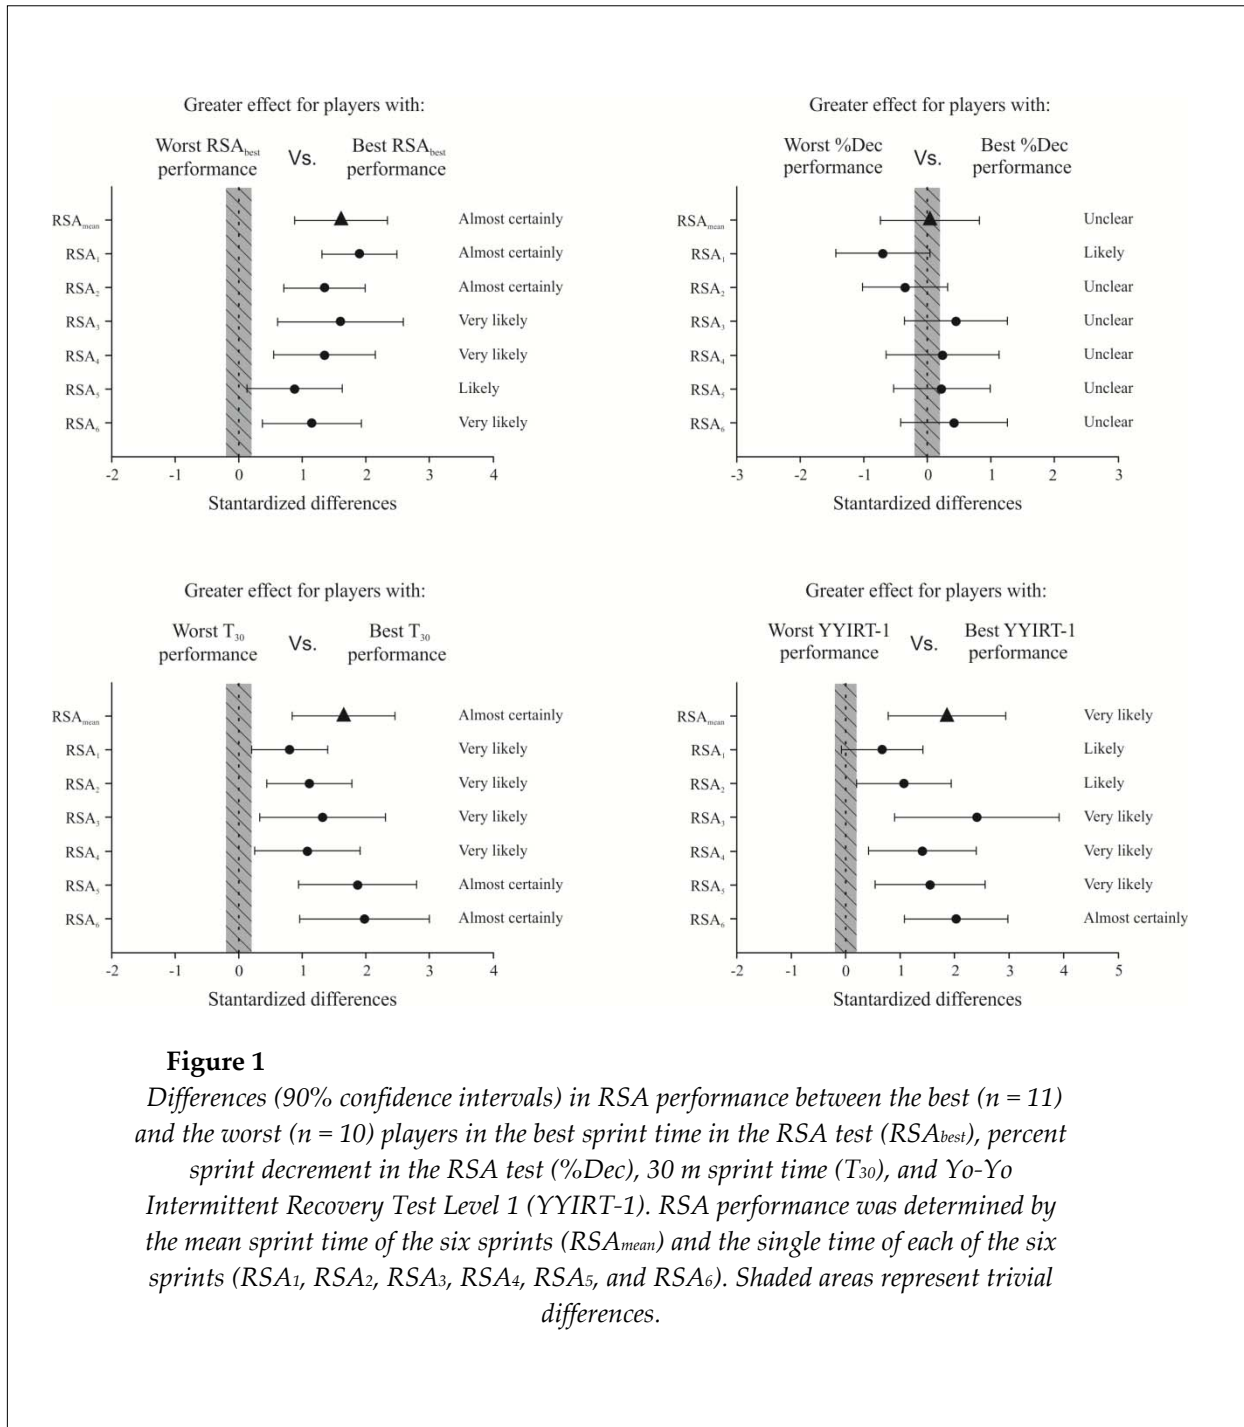 Greater effect for players with:
Worst RSAbest performance Vs. Best RSAbest performance
RSAmean Almost certainly
RSA1 Almost certainly
RSA2 Almost certainly
RSA3 Very likely
RSA4 Very likely
RSA5 Likely
RSA6 Very likely
-2 -1 0 1 2 3 4
Stantardized differences
Greater effect for players with:
Worst %Dec performance Vs. Best %Dec performance
RSAmean Unclear
RSA1 Likely
RSA2 Unclear
RSA3 Unclear
RSA4 Unclear
RSA5 Unclear
RSA6 Unclear
-3 -2 -1 0 1 2 3
Stantardized differences
Greater effect for players with:
Worst T30 performance Vs. Best T30 performance
RSAmean Almost certainly
RSA1 Very likely
RSA2 Very likely
RSA3 Very likely
RSA4 Very likely
RSA5 Almost certainly
RSA6 Almost certainly
-2 -1 0 1 2 3 4
Stantardized differences
Greater effect for players with:
Worst YYIRT-1 performance Vs. Best YYIRT-1 performance
RSAmean Very likely
RSA1 Likely
RSA2 Likely
RSA3 Very likely
RSA4 Very likely
RSA5 Very likely
RSA6 Almost certainly
-2 -1 0 1 2 3 4 5
Stantardized differences
Figure 1
Differences (90% confidence intervals) in RSA performance between the best (n = 11)
and the worst (n = 10) players in the best sprint time in the RSA test (RSAbest), percent
sprint decrement in the RSA test (%Dec), 30 m sprint time (T30), and Yo-Yo
Intermittent Recovery Test Level 1 (YYIRT-1). RSA performance was determined by
the mean sprint time of the six sprints (RSAmean) and the single time of each of the six
sprints (RSA1, RSA2, RSA3, RSA4, RSA5, and RSA6). Shaded areas represent trivial
differences.